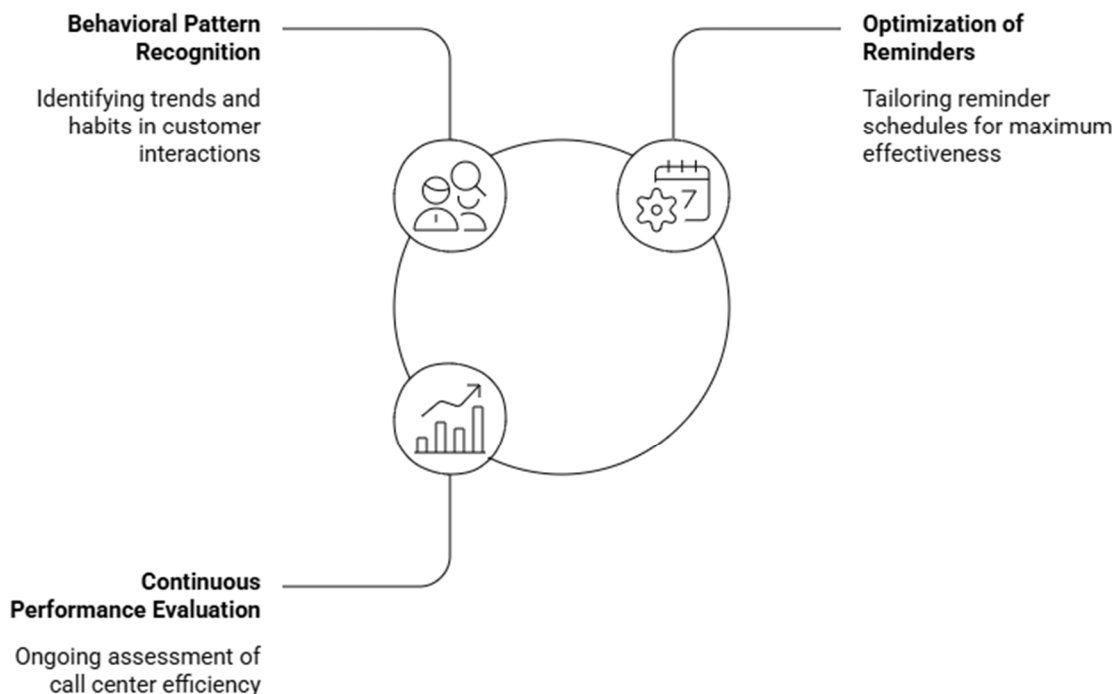 Behavioral Pattern
Recognition
Identifying trends and
habits in customer
interactions
Optimization of
Reminders
Tailoring reminder
schedules for maximum
effectiveness
7
Continuous
Performance Evaluation
Ongoing assessment of
call center efficiency